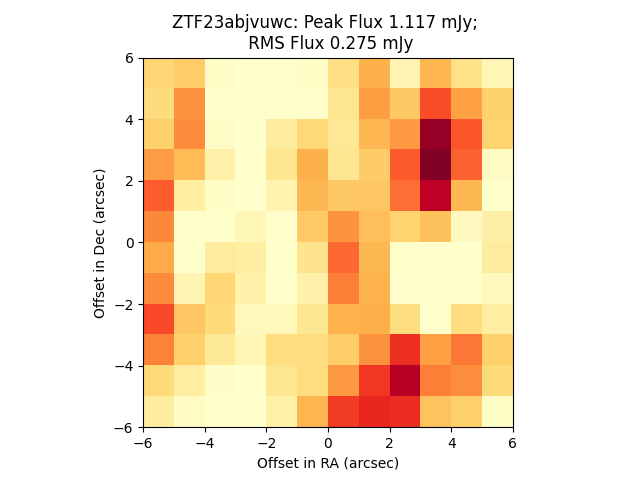 ZTF23abjvuwc: Peak Flux 1.117 mJy;
RMS Flux 0.275 mJy
6
4
2
0
−2
−4
−6
Offset in Dec (arcsec)
−6 −4 −2 0 2 4 6
Offset in RA (arcsec)